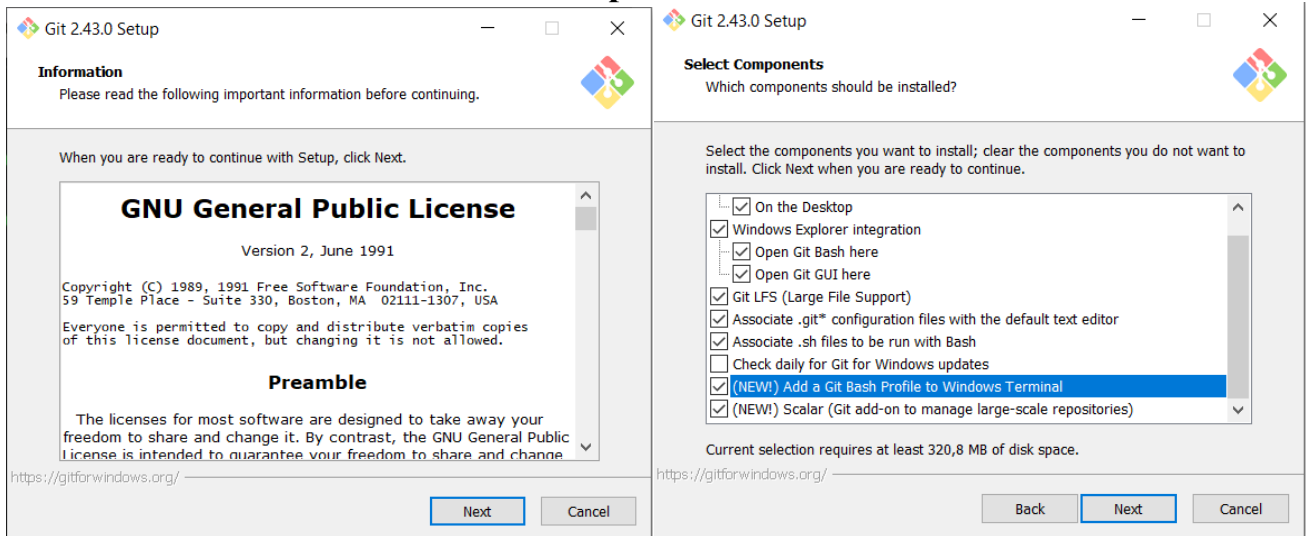 Git 2.43.0 Setup
Information
Please read the following important information before continuing.
When you are ready to continue with Setup, click Next.
GNU General Public License
Version 2, June 1991
Copyright (C) 1989, 1991 Free Software Foundation, Inc.
59 Temple Place - Suite 330, Boston, MA  02111-1307, USA
Everyone is permitted to copy and distribute verbatim copies
of this license document, but changing it is not allowed.
Preamble
The licenses for most software are designed to take away your
freedom to share and change it. By contrast, the GNU General Public
License is intended to guarantee your freedom to share and change
https://gitforwindows.org/
Next
Cancel
Git 2.43.0 Setup
Select Components
Which components should be installed?
Select the components you want to install; clear the components you do not want to
install. Click Next when you are ready to continue.
On the Desktop
Windows Explorer integration
Open Git Bash here
Open Git GUI here
Git LFS (Large File Support)
Associate .git* configuration files with the default text editor
Associate .sh files to be run with Bash
Check daily for Git for Windows updates
(NEW!) Add a Git Bash Profile to Windows Terminal
(NEW!) Scalar (Git add-on to manage large-scale repositories)
Current selection requires at least 320,8 MB of disk space.
https://gitforwindows.org/
Back
Next
Cancel